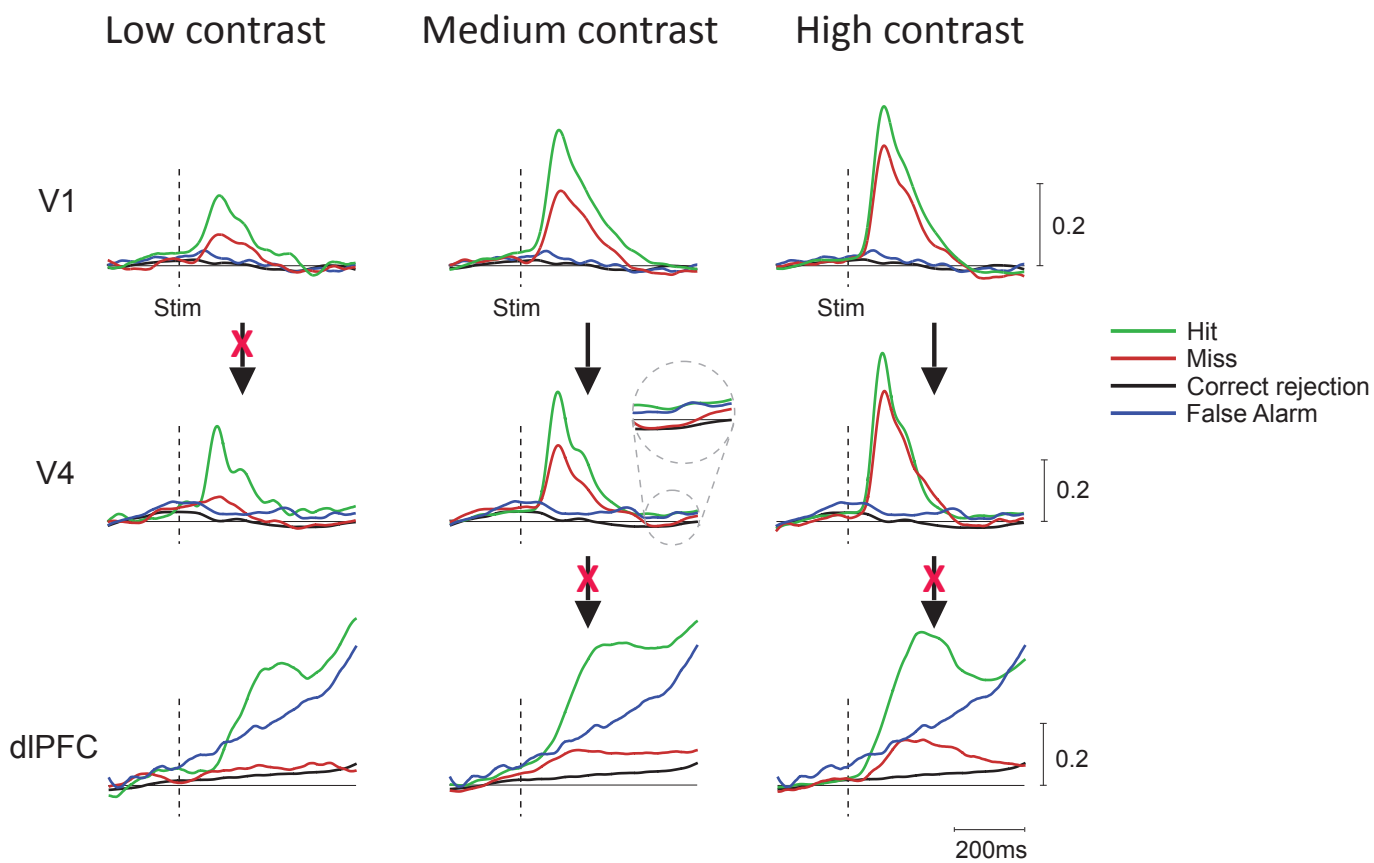 Low contrast
Medium contrast
High contrast
V1
0.2
Stim
Stim
Stim
X
Hit
Miss
Correct rejection
False Alarm
V4
0.2
X
X
dlPFC
0.2
200ms